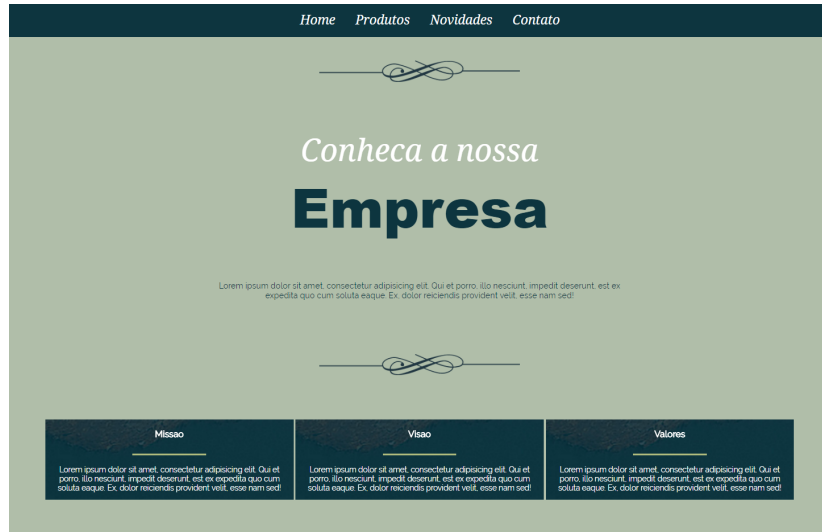 Home Produtos Novidades Contato
Conheca a nossa
Empresa
Lorem ipsum dolor sit amet, consectetur adipisicing elit. Qui et porro, illo nesciunt, impedit deserunt, est ex
expedita quo cum soluta eaque. Ex, dolor reiciendis provident velit, esse nam sed!
Missao
Lorem ipsum dolor sit amet, consectetur adipisicing elit. Qui et
porro, illo nesciunt, impedit deserunt, est ex expedita quo cum
soluta eaque. Ex, dolor reiciendis provident velit, esse nam sed!
Visao
Lorem ipsum dolor sit amet, consectetur adipisicing elit. Qui et
porro, illo nesciunt, impedit deserunt, est ex expedita quo cum
soluta eaque. Ex, dolor reiciendis provident velit, esse nam sed!
Valores
Lorem ipsum dolor sit amet, consectetur adipisicing elit. Qui et
porro, illo nesciunt, impedit deserunt, est ex expedita quo cum
soluta eaque. Ex, dolor reiciendis provident velit, esse nam sed!